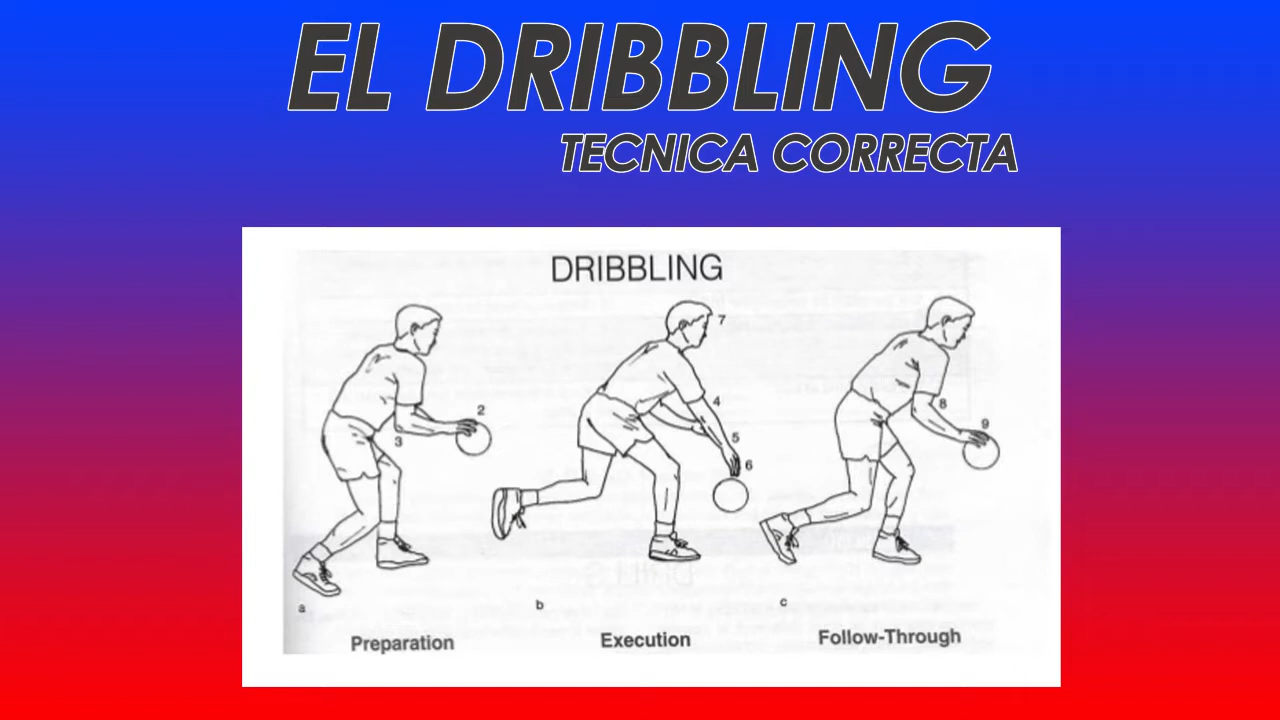 EL DRIBBLING
TECNICA CORRECTA
DRIBBLING
7
2
3
4
5
6
8
9
a
b
c
Preparation
Execution
Follow-Through